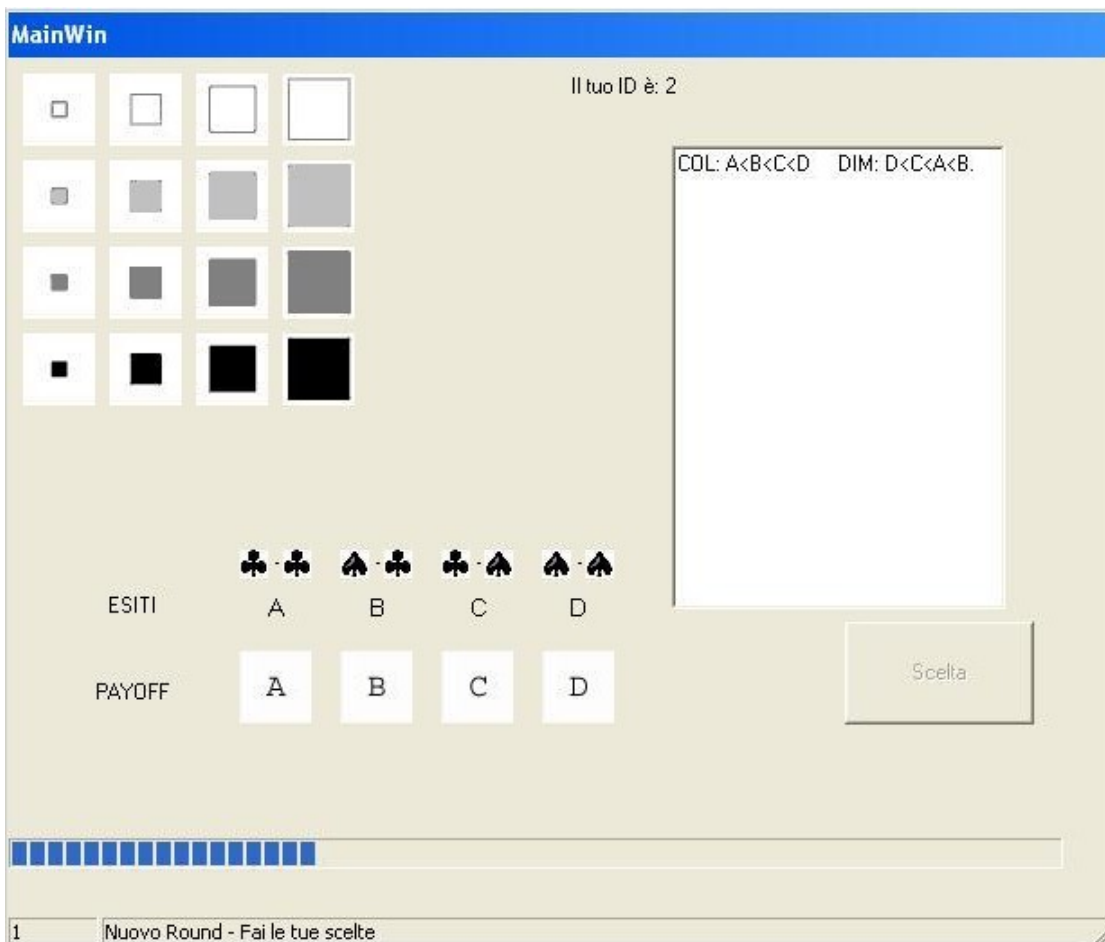 MainWin
Il tuo ID è: 2
COL: A<B<C<D DIM: D<C<A<B.
ESITI A B C D
PAYOFF A B C D
Scelta
1 Nuovo Round - Fai le tue scelte